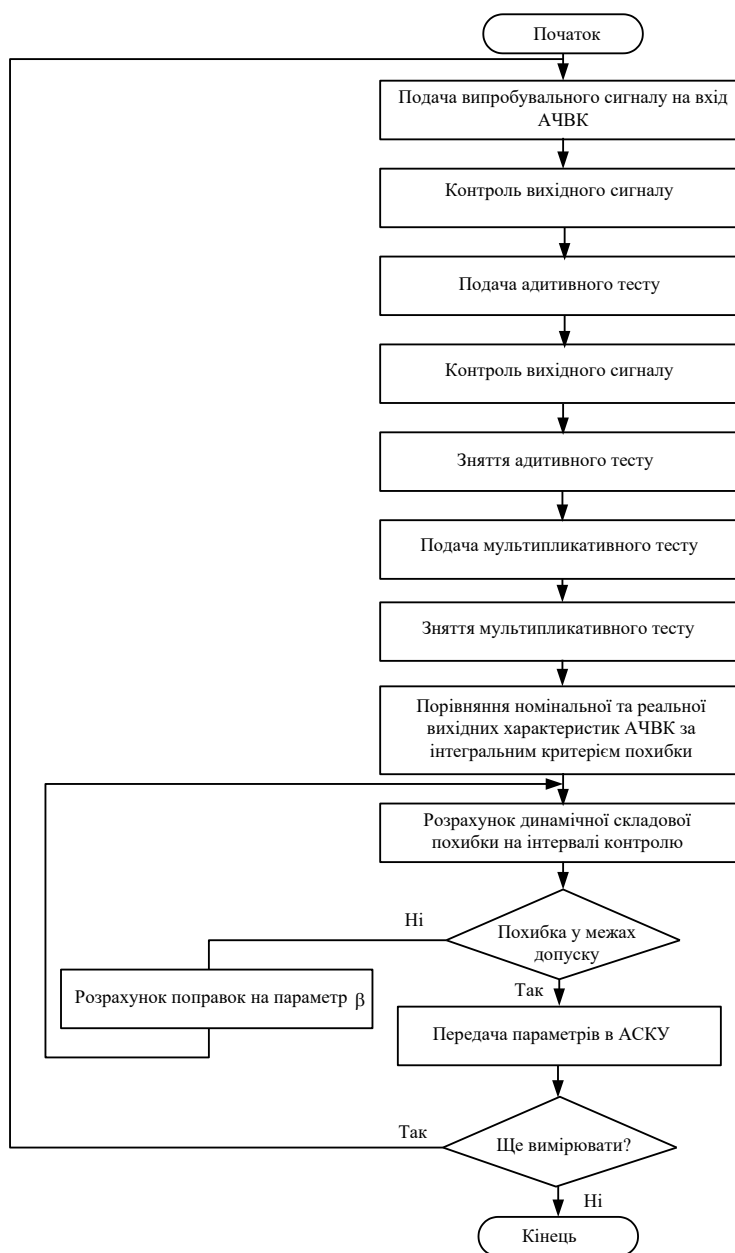 Початок
Подача випробувального сигналу на вхід
АЧВК
Контроль вихідного сигналу
Подача адитивного тесту
Контроль вихідного сигналу
Зняття адитивного тесту
Подача мультипликативного тесту
Зняття мультипликативного тесту
Порівняння номінальної та реальної
вихідних характеристик АЧВК за
інтегральним критерієм похибки
Розрахунок динамічної складової
похибки на інтервалі контролю
Ні
Похибка у межах
допуску
Так
Розрахунок поправок на параметр β
Передача параметрів в АСКУ
Так
Ще вимірювати?
Ні
Кінець